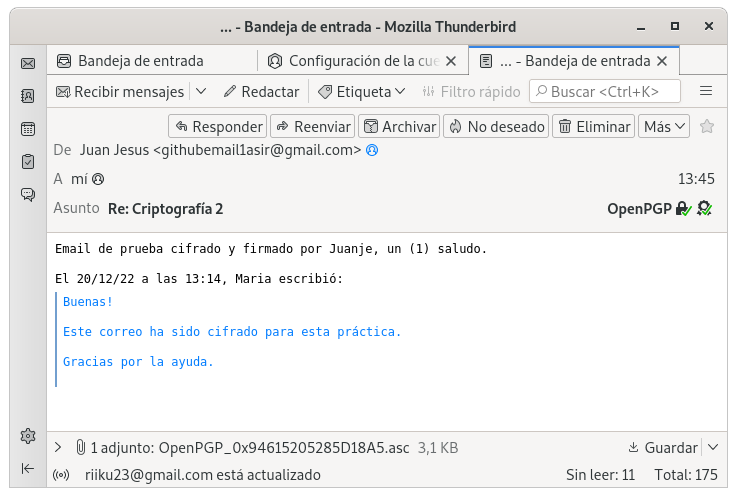 ... - Bandeja de entrada - Mozilla Thunderbird
Bandeja de entrada
Configuración de la cue
... - Bandeja de entrada
Recibir mensajes
Redactar
Etiqueta
Filtro rápido
Buscar <Ctrl+K>
Responder
Reenviar
Archivar
No deseado
Eliminar
Más
De Juan Jesus <githubemail1asir@gmail.com>
A mí
13:45
Asunto Re: Criptografía 2
OpenPGP
Email de prueba cifrado y firmado por Juanje, un (1) saludo.
El 20/12/22 a las 13:14, Maria escribió:
Buenas!
Este correo ha sido cifrado para esta práctica.
Gracias por la ayuda.
1 adjunto: OpenPGP_0x94615205285D18A5.asc 3,1 KB
Guardar
riiku23@gmail.com está actualizado
Sin leer: 11
Total: 175